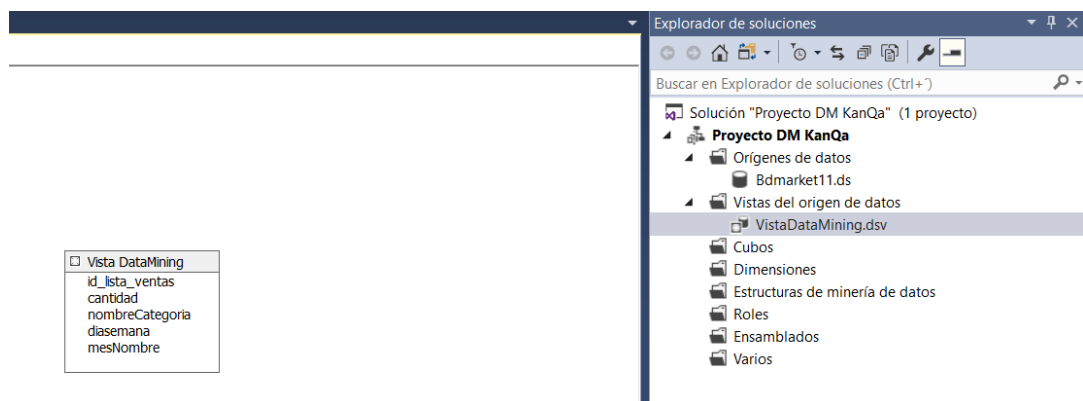 Explorador de soluciones
Buscar en Explorador de soluciones (Ctrl+´)
Solución "Proyecto DM KanQa" (1 proyecto)
Proyecto DM KanQa
Orígenes de datos
Bdmarket11.ds
Vistas del origen de datos
VistaDataMining.dsv
Cubos
Dimensiones
Estructuras de minería de datos
Roles
Ensamblados
Varios
Vista DataMining
id_lista_ventas
cantidad
nombreCategoria
diasemana
mesNombre